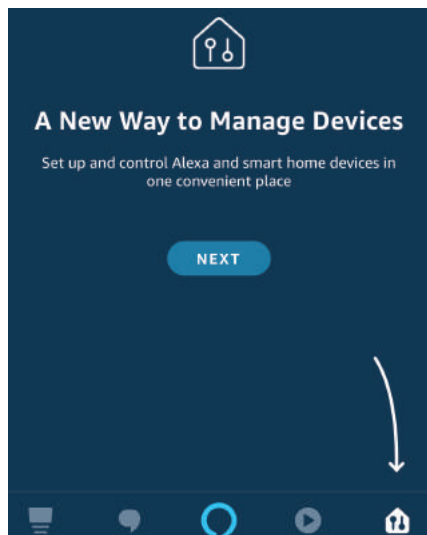 A New Way to Manage Devices
Set up and control Alexa and smart home devices in
one convenient place
NEXT